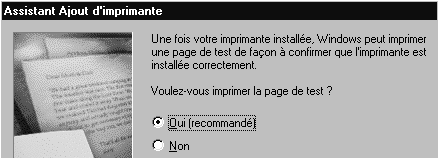 Assistant Ajout d'imprimante
Une fois votre imprimante installée, Windows peut imprimer
une page de test de façon à confirmer que l'imprimante est
installée correctement.
Voulez-vous imprimer la page de test ?
Oui (recommandé)
Non